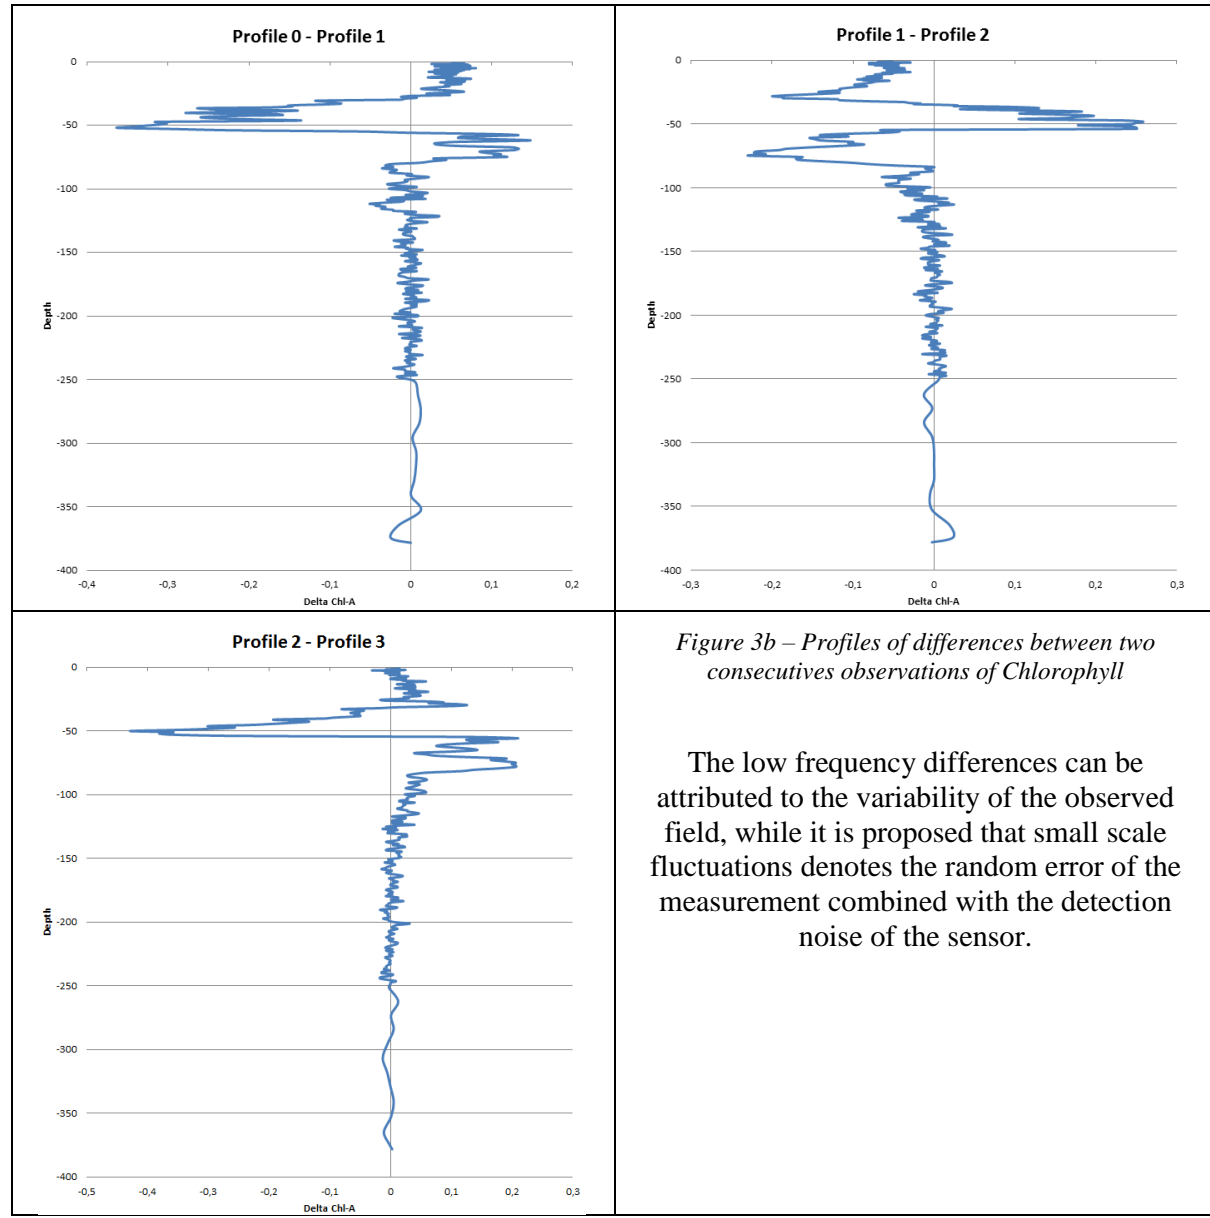 Profile 0 - Profile 1
0
-50
-100
-150
-200
-250
-300
-350
-400
Depth
-0,4 -0,3 -0,2 -0,1 0 0,1 0,2
Delta Chl-A
Profile 1 - Profile 2
0
-50
-100
-150
-200
-250
-300
-350
-400
Depth
-0,3 -0,2 -0,1 0 0,1 0,2 0,3
Delta Chl-A
Profile 2 - Profile 3
0
-50
-100
-150
-200
-250
-300
-350
-400
Depth
-0,5 -0,4 -0,3 -0,2 -0,1 0 0,1 0,2 0,3
Delta Chl-A
Figure 3b – Profiles of differences between two
consecutives observations of Chlorophyll
The low frequency differences can be
attributed to the variability of the observed
field, while it is proposed that small scale
fluctuations denotes the random error of the
measurement combined with the detection
noise of the sensor.